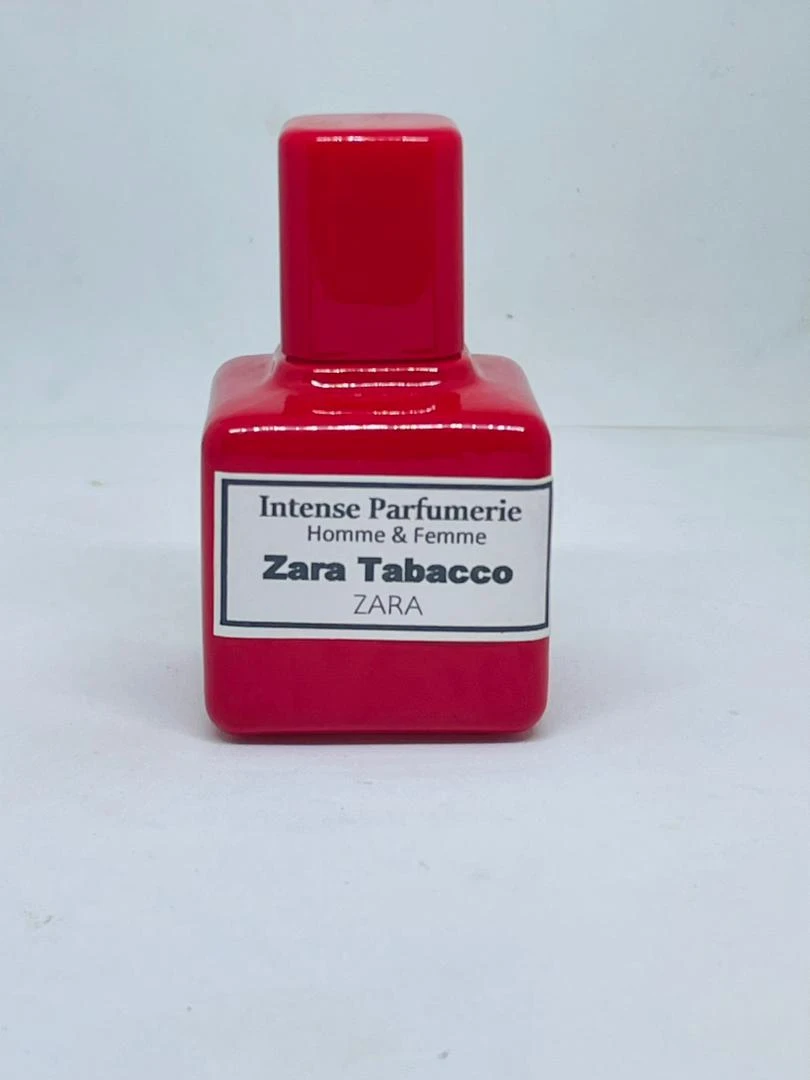 Intense Parfumerie
Homme & Femme
Zara Tabacco
ZARA